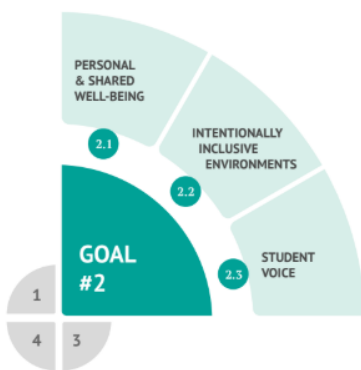 PERSONAL
& SHARED
WELL-BEING
2.1
INTENTIONALLY
INCLUSIVE
ENVIRONMENTS
2.2
GOAL
#2
STUDENT
VOICE
2.3
1
4
3